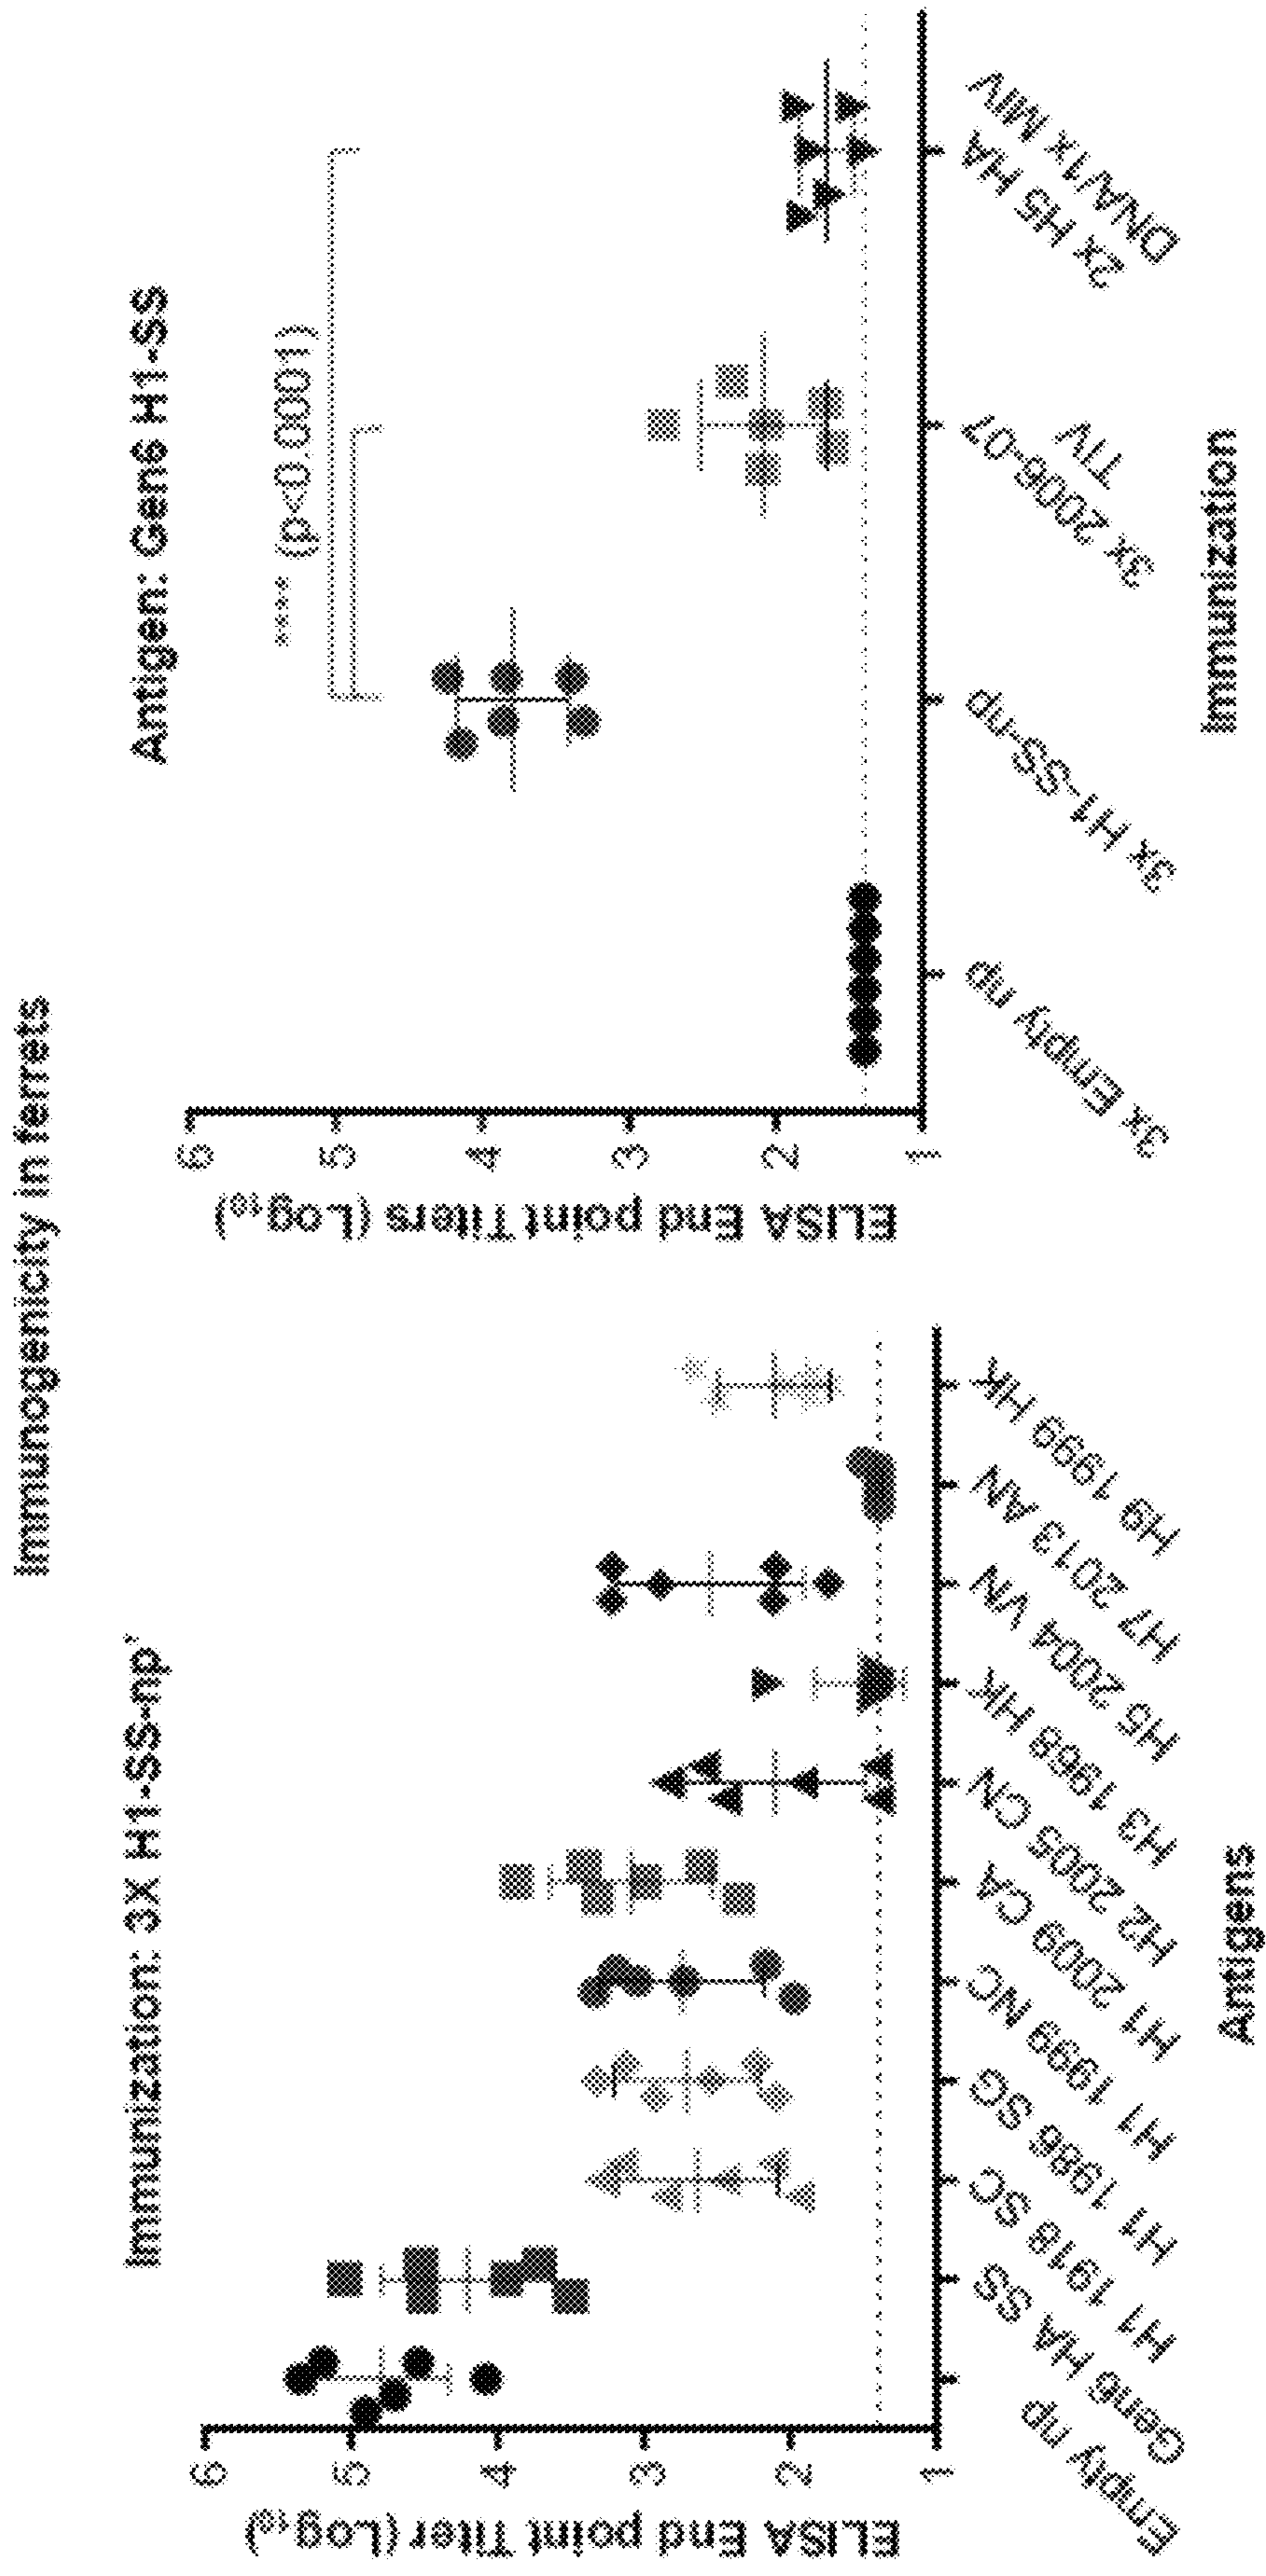 Immunogenicity in ferrets
Immunization: 3X H1-SS-np'
ELISA End point Titer (Log10)
6
5
4
3
2
1
Empty np
Gen6 HA SS
H1 1918 SC
H1 1986 SG
H1 1999 NC
H1 2009 CA
H2 2005 CN
H3 1968 HK
H5 2004 VN
H7 2013 AN
H9 1999 HK
Antigens
Antigen: Gen6 H1-SS
**** (p<0.0001)
ELISA End point Titers (Log10)
6
5
4
3
2
1
3x Empty np
3x H1-SS-np
3x 2006-07
TIV
2x H5 HA
DNA/1x MIV
Immunization